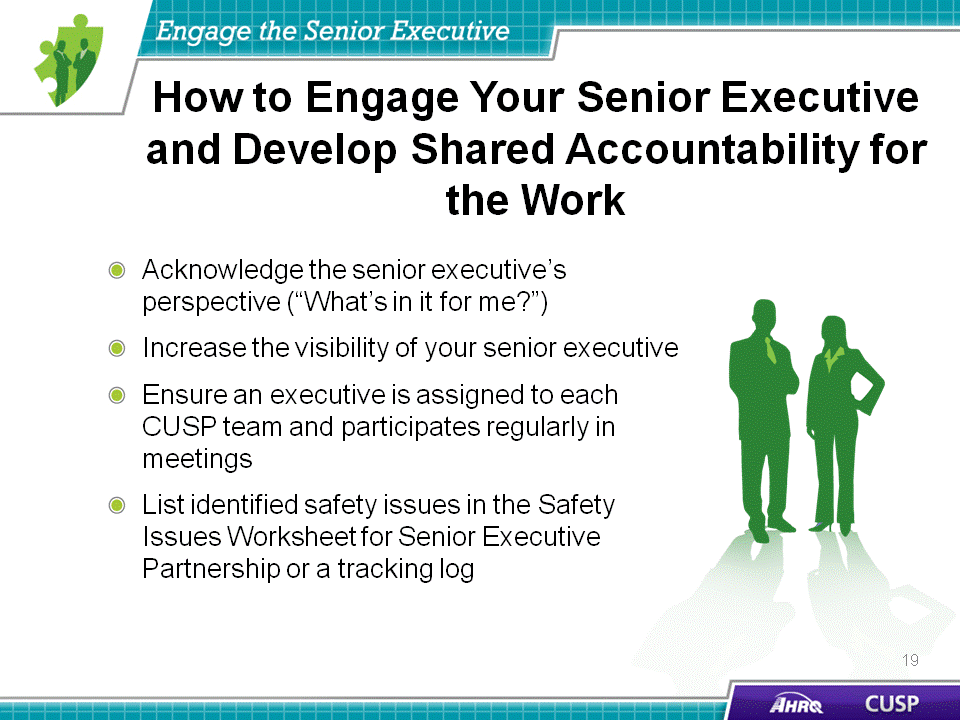 Engage the Senior Executive
How to Engage Your Senior Executive
and Develop Shared Accountability for
the Work
Acknowledge the senior executive’s
perspective (“What’s in it for me?”)
Increase the visibility of your senior executive
Ensure an executive is assigned to each
CUSP team and participates regularly in
meetings
List identified safety issues in the Safety
Issues Worksheet for Senior Executive
Partnership or a tracking log
19
AHRQ
CUSP